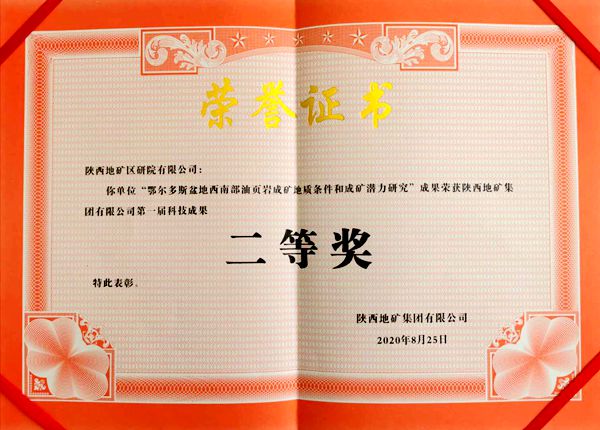 荣誉证书
陕西地矿区研院有限公司：
你单位“鄂尔多斯盆地西南部油页岩成矿地质条件和成矿潜力研究”成果荣获陕西地矿集
团有限公司第一届科技成果
二等奖
特此表彰。
陕西地矿集团有限公司
2020年8月25日